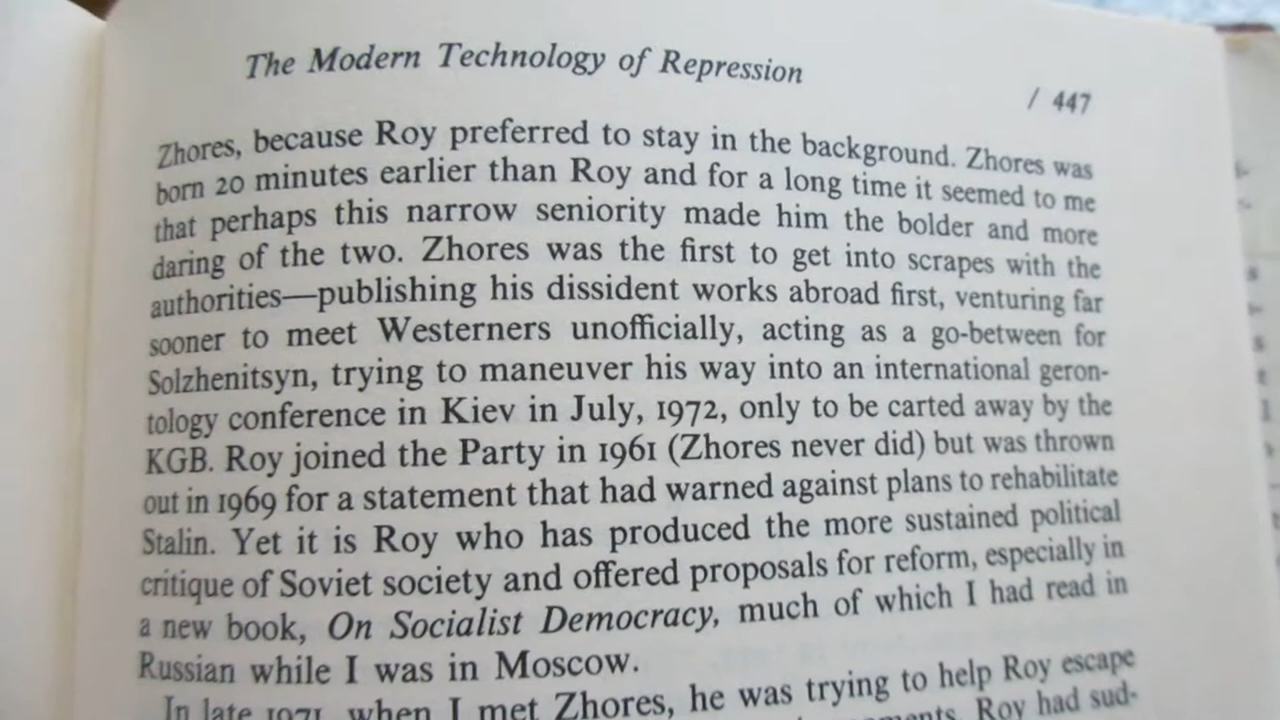 The Modern Technology of Repression
/ 447
Zhores, because Roy preferred to stay in the background. Zhores was
born 20 minutes earlier than Roy and for a long time it seemed to me
that perhaps this narrow seniority made him the bolder and more
daring of the two. Zhores was the first to get into scrapes with the
authorities—publishing his dissident works abroad first, venturing far
sooner to meet Westerners unofficially, acting as a go-between for
Solzhenitsyn, trying to maneuver his way into an international geron-
tology conference in Kiev in July, 1972, only to be carted away by the
KGB. Roy joined the Party in 1961 (Zhores never did) but was thrown
out in 1969 for a statement that had warned against plans to rehabilitate
Stalin. Yet it is Roy who has produced the more sustained political
critique of Soviet society and offered proposals for reform, especially in
a new book, On Socialist Democracy, much of which I had read in
Russian while I was in Moscow.
In late 1971, when I met Zhores, he was trying to help Roy escape
Roy had sud-